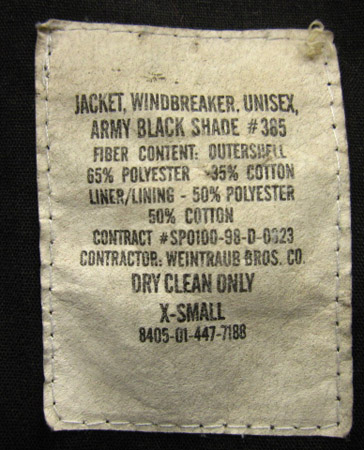 JACKET, WINDBREAKER, UNISEX,
ARMY BLACK SHADE #385
FIBER CONTENT: OUTERSHELL
65% POLYESTER 35% COTTON
LINER/LINING - 50% POLYESTER
50% COTTON
CONTRACT #SPO100-98-D-0323
CONTRACTOR: WEINTRAUB BROS. CO.
DRY CLEAN ONLY
X-SMALL
8405-01-447-7188